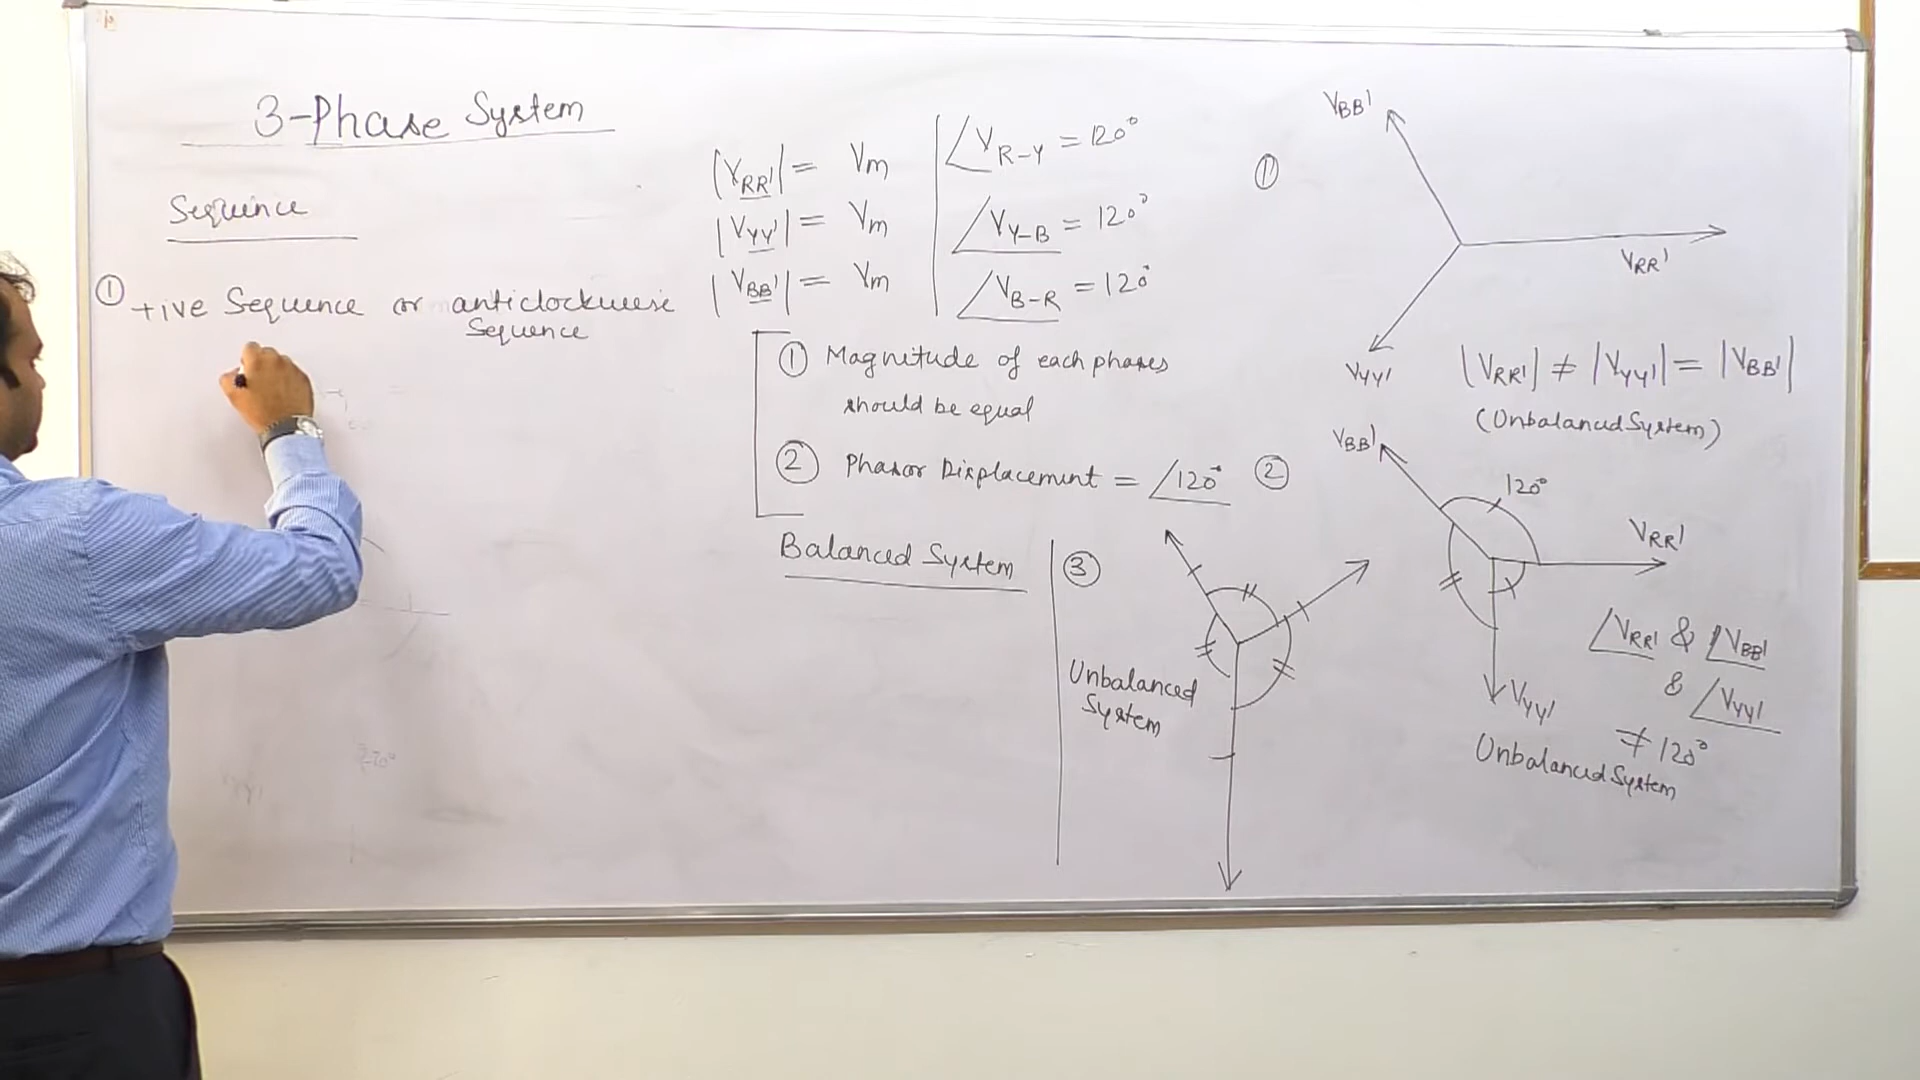 3-Phase System
Sequence
① +ive Sequence or anticlockwise
Sequence
|VRR'| = Vm
|VYY'| = Vm
|VBB'| = Vm
∠VR-Y = 120°
∠VY-B = 120°
∠VB-R = 120°
① Magnitude of each phases
should be equal
② Phasor Displacement = ∠120°
Balanced System
①
VBB'
VRR'
VYY'
|VRR'| ≠ |VYY'| = |VBB'|
(Unbalanced System)
②
VBB'
120°
VRR'
VYY'
∠VRR' & ∠VBB'
& ∠VYY'
≠ 120°
Unbalanced System
③
Unbalanced
System